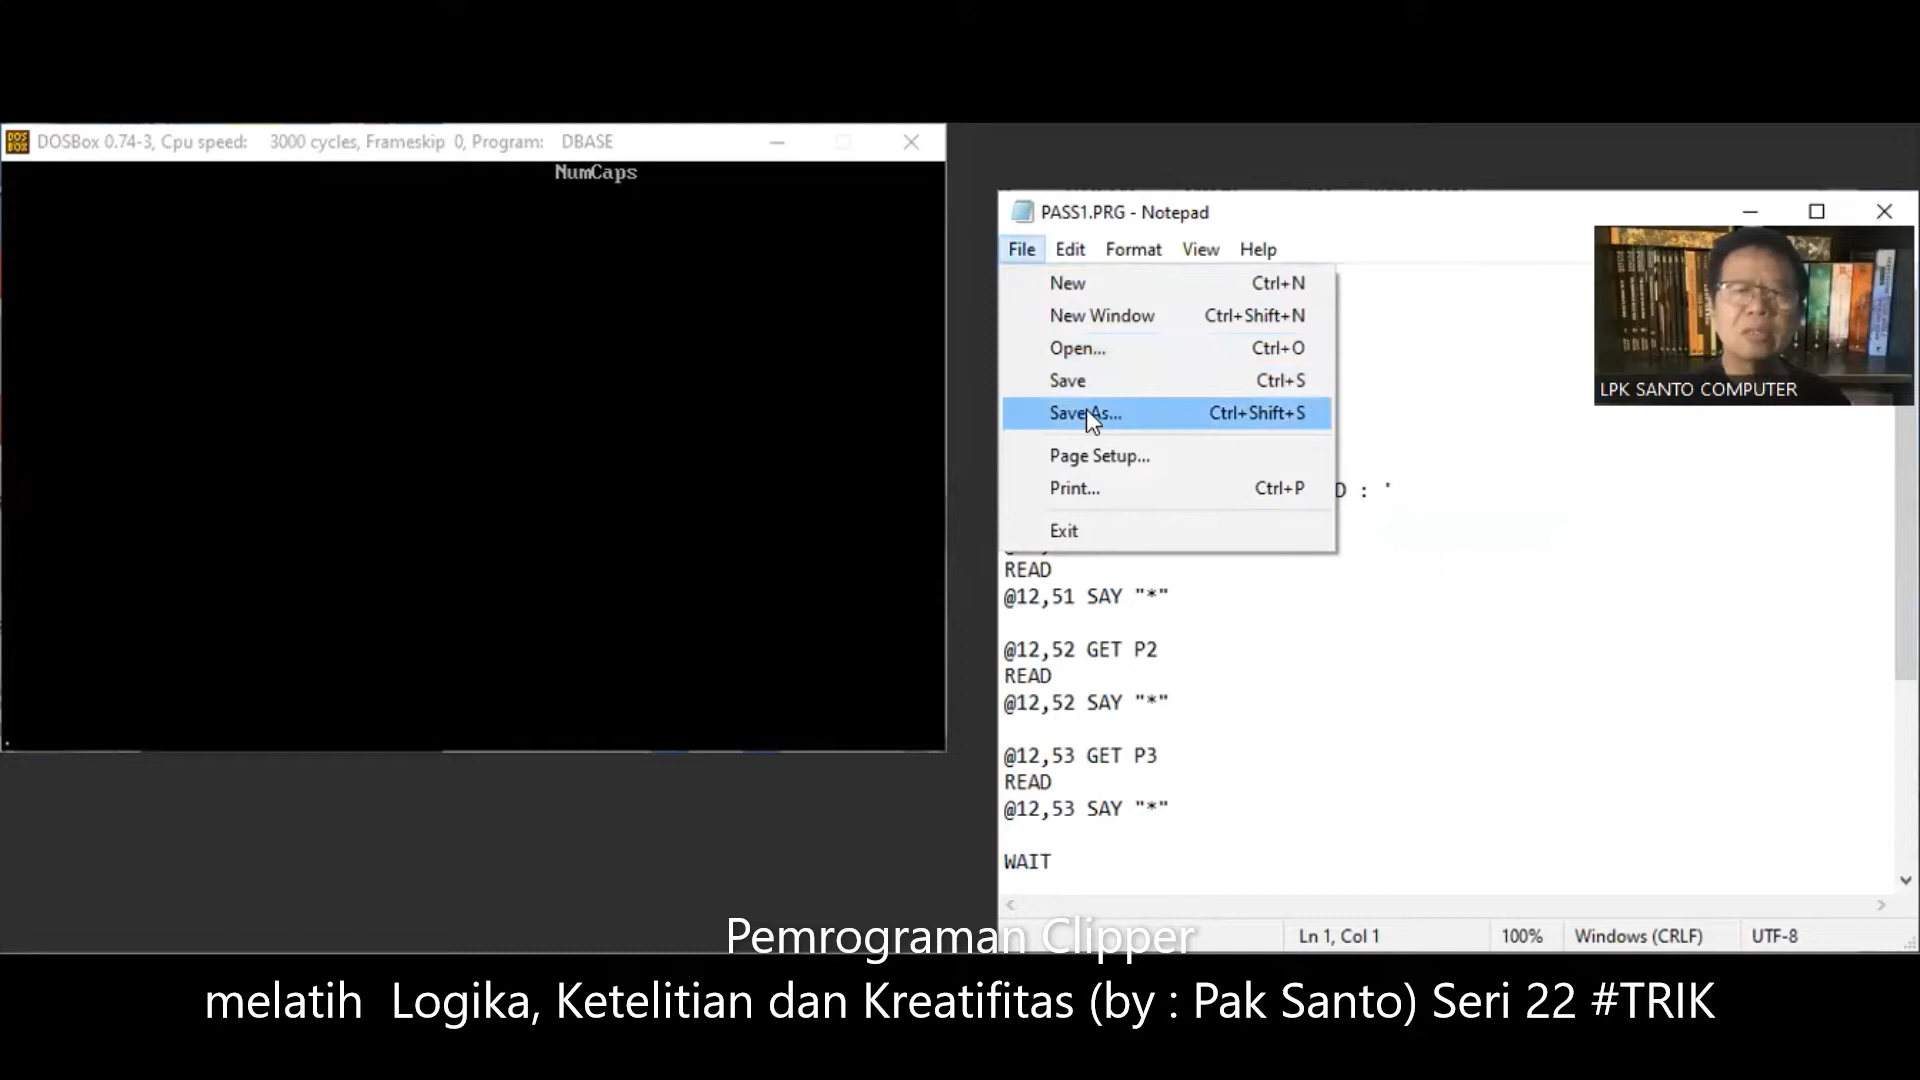 DOSBox 0.74-3, Cpu speed: 3000 cycles, Frameskip 0, Program: DBASE
NumCaps
PASS1.PRG - Notepad
File Edit Format View Help
New Ctrl+N
New Window Ctrl+Shift+N
Open... Ctrl+O
Save Ctrl+S
Save As... Ctrl+Shift+S
Page Setup...
Print... Ctrl+P
Exit
LPK SANTO COMPUTER
D : '
READ
@12,51 SAY "*"
@12,52 GET P2
READ
@12,52 SAY "*"
@12,53 GET P3
READ
@12,53 SAY "*"
WAIT
Ln 1, Col 1 100% Windows (CRLF) UTF-8
Pemrograman Clipper
melatih Logika, Ketelitian dan Kreatifitas (by : Pak Santo) Seri 22 #TRIK